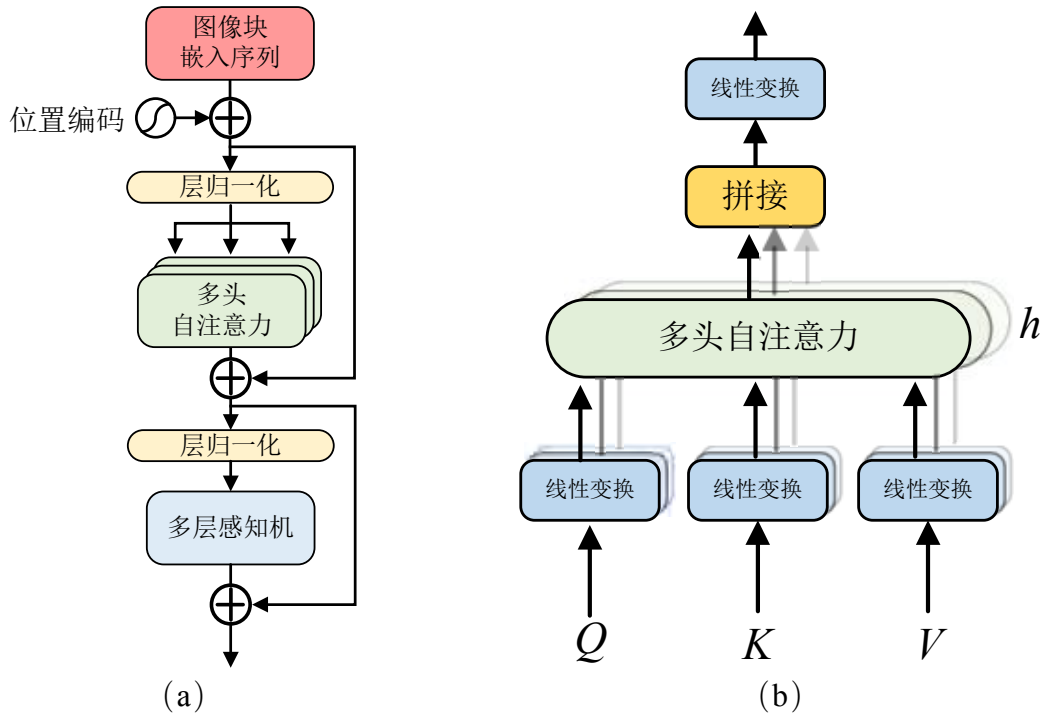 图像块
嵌入序列
位置编码
层归一化
多头
自注意力
层归一化
多层感知机
(a)
线性变换
拼接
多头自注意力
h
线性变换
线性变换
线性变换
Q
K
V
(b)